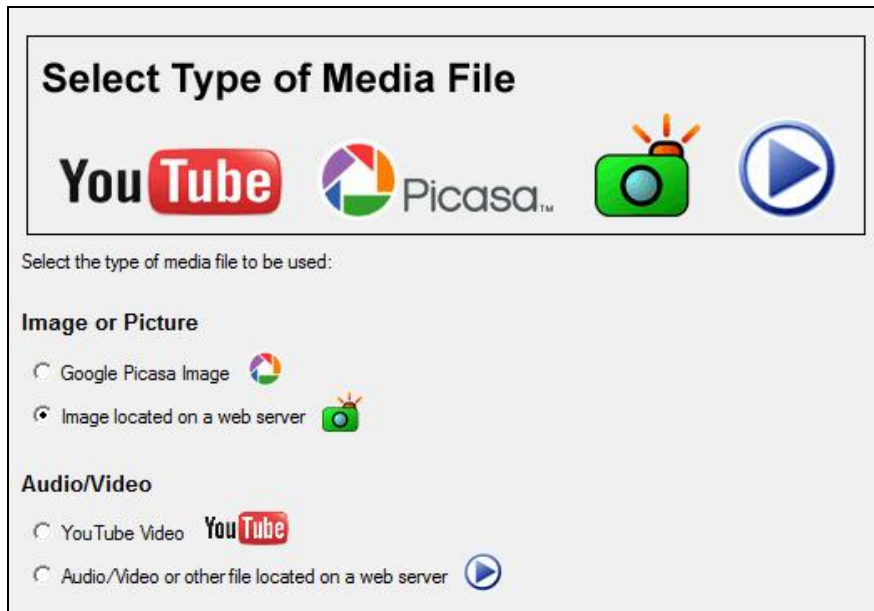 Select Type of Media File
YouTube Picasa™
Select the type of media file to be used:
Image or Picture
Google Picasa Image
Image located on a web server
Audio/Video
YouTube Video YouTube
Audio/Video or other file located on a web server